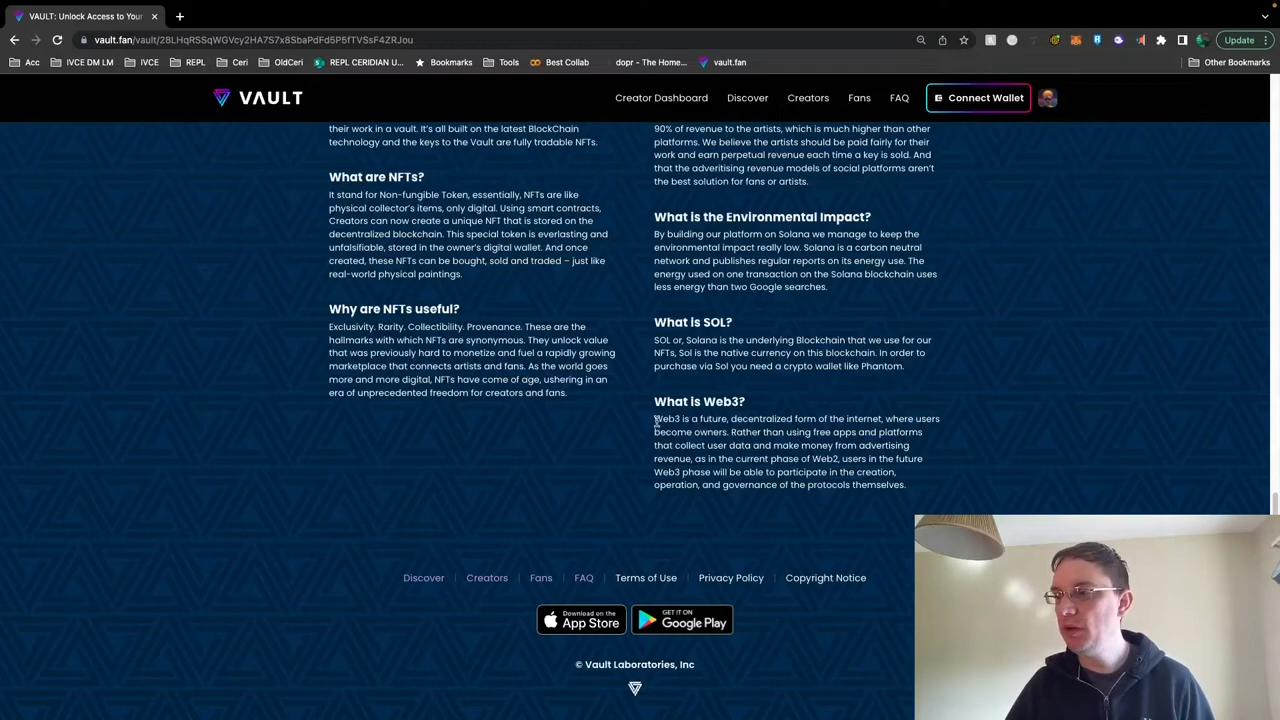 VAULT: Unlock Access to Your
vault.fan/vault/28LHqRSSqWGVcy2HA7S7x8SbaPdFd5P5fTVSsF4ZRJou
Update
Acc
IVCE DM LM
IVCE
REPL
Ceri
OldCeri
REPL CERIDIAN U...
Bookmarks
Tools
Best Collab
dopr - The Home...
vault.fan
Other Bookmarks
VAULT
Creator Dashboard
Discover
Creators
Fans
FAQ
Connect Wallet
their work in a vault. It's all built on the latest BlockChain
technology and the keys to the Vault are fully tradable NFTs.
What are NFTs?
It stand for Non-fungible Token, essentially, NFTs are like
physical collector's items, only digital. Using smart contracts,
Creators can now create a unique NFT that is stored on the
decentralized blockchain. This special token is everlasting and
unfalsifiable, stored in the owner's digital wallet. And once
created, these NFTs can be bought, sold and traded – just like
real-world physical paintings.
Why are NFTs useful?
Exclusivity. Rarity. Collectibility. Provenance. These are the
hallmarks with which NFTs are synonymous. They unlock value
that was previously hard to monetize and fuel a rapidly growing
marketplace that connects artists and fans. As the world goes
more and more digital, NFTs have come of age, ushering in an
era of unprecedented freedom for creators and fans.
90% of revenue to the artists, which is much higher than other
platforms. We believe the artists should be paid fairly for their
work and earn perpetual revenue each time a key is sold. And
that the advertising revenue models of social platforms aren't
the best solution for fans or artists.
What is the Environmental Impact?
By building our platform on Solana we manage to keep the
environmental impact really low. Solana is a carbon neutral
network and publishes regular reports on its energy use. The
energy used on one transaction on the Solana blockchain uses
less energy than two Google searches.
What is SOL?
SOL or, Solana is the underlying Blockchain that we use for our
NFTs, Sol is the native currency on this blockchain. In order to
purchase via Sol you need a crypto wallet like Phantom.
What is Web3?
Web3 is a future, decentralized form of the internet, where users
become owners. Rather than using free apps and platforms
that collect user data and make money from advertising
revenue, as in the current phase of Web2, users in the future
Web3 phase will be able to participate in the creation,
operation, and governance of the protocols themselves.
Discover
Creators
Fans
FAQ
Terms of Use
Privacy Policy
Copyright Notice
Download on the
App Store
GET IT ON
Google Play
© Vault Laboratories, Inc